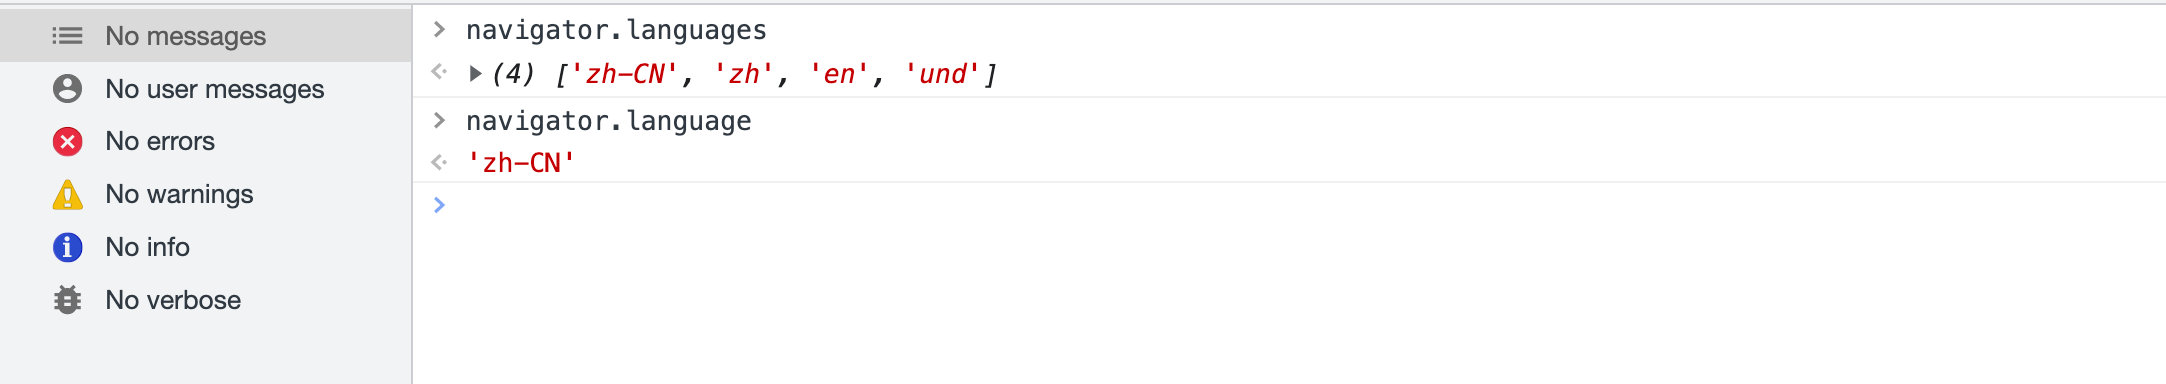 No messages
No user messages
No errors
No warnings
No info
No verbose
> navigator.languages
<· ▶(4) ['zh-CN', 'zh', 'en', 'und']
> navigator.language
<· 'zh-CN'
>